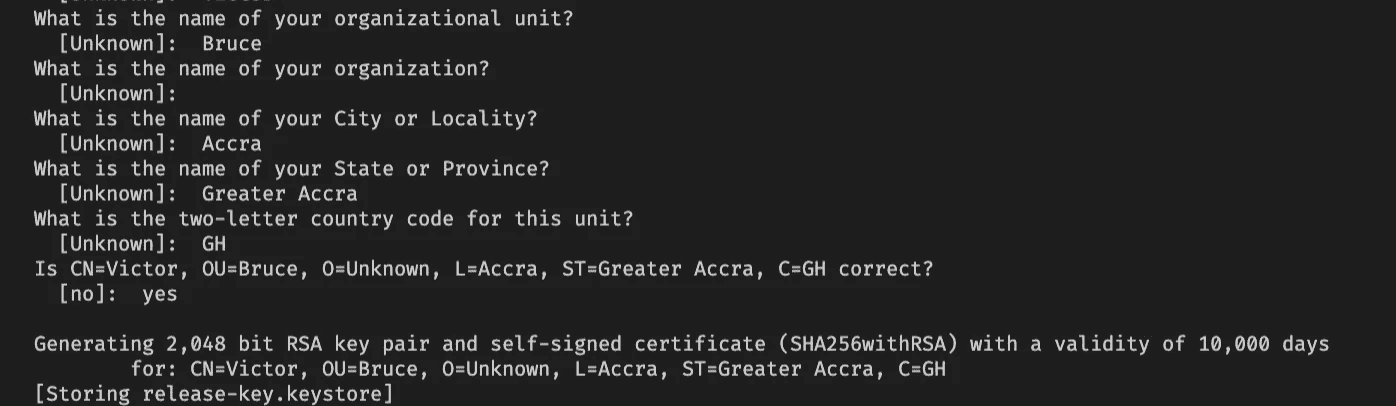 What is the name of your organizational unit?
[Unknown]: Bruce
What is the name of your organization?
[Unknown]:
What is the name of your City or Locality?
[Unknown]: Accra
What is the name of your State or Province?
[Unknown]: Greater Accra
What is the two-letter country code for this unit?
[Unknown]: GH
Is CN=Victor, OU=Bruce, O=Unknown, L=Accra, ST=Greater Accra, C=GH correct?
[no]: yes
Generating 2,048 bit RSA key pair and self-signed certificate (SHA256withRSA) with a validity of 10,000 days
for: CN=Victor, OU=Bruce, O=Unknown, L=Accra, ST=Greater Accra, C=GH
[Storing release-key.keystore]